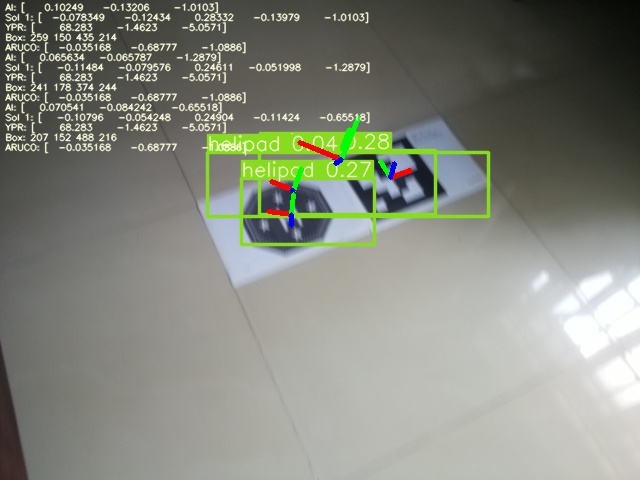 AI: [ 0.10249 -0.13206 -1.0103]
Sol 1: [ -0.078349 -0.12434 0.28332 -0.13979 -1.0103]
YPR: [ 68.283 -1.4623 -5.0571]
Box: 259 150 435 214
ARUCO: [ -0.035168 -0.68777 -1.0886]
AI: [ 0.065634 -0.065787 -1.2879]
Sol 1: [ -0.11484 -0.079576 0.24611 -0.051998 -1.2879]
YPR: [ 68.283 -1.4623 -5.0571]
Box: 241 178 374 244
ARUCO: [ -0.035168 -0.68777 -1.0886]
AI: [ 0.070541 -0.084242 -0.65518]
Sol 1: [ -0.10796 -0.054248 0.24904 -0.11424 -0.65518]
YPR: [ 68.283 -1.4623 -5.0571]
Box: 207 152 488 216
ARUCO: [ -0.035168 -0.68777
helipad 0.04 0.28
helipad 0.27